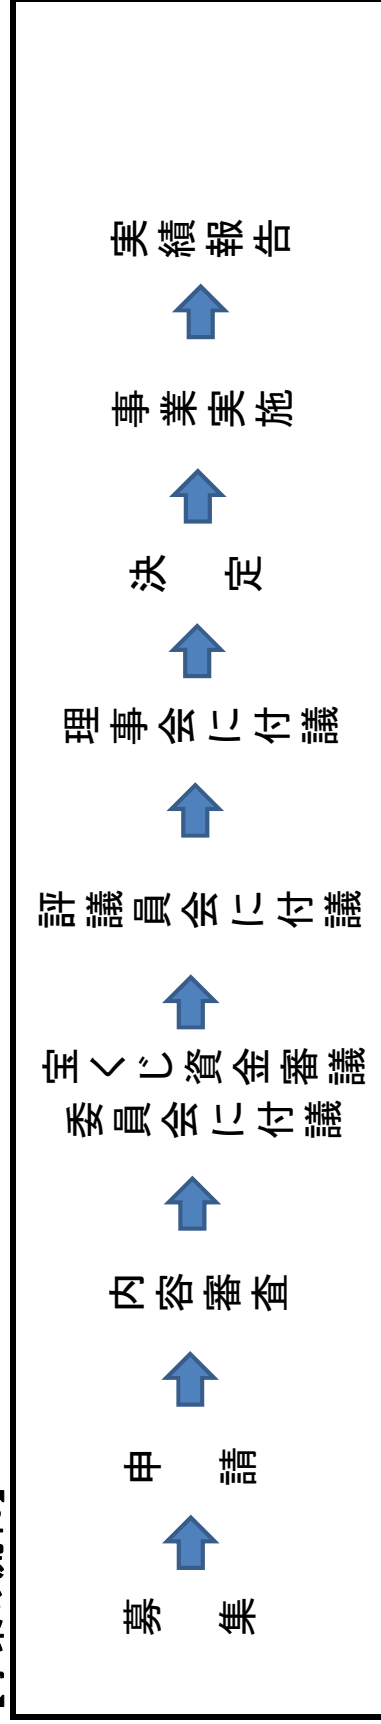 募集
申請
内容審査
宝くじ資金審議
委員会に付議
評議員会に付議
理事会に付議
決定
事業実施
実績報告